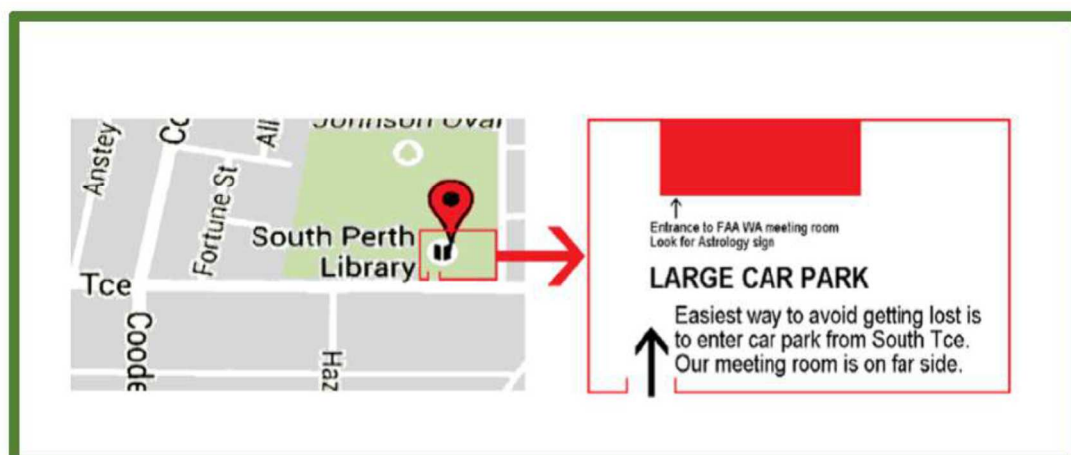 Johnson Oval
Anstey
Co
All
Fortune St
South Perth
Library
Tce
Coode
Haz
Entrance to FAA WA meeting room
Look for Astrology sign
LARGE CAR PARK
Easiest way to avoid getting lost is
to enter car park from South Tce.
Our meeting room is on far side.